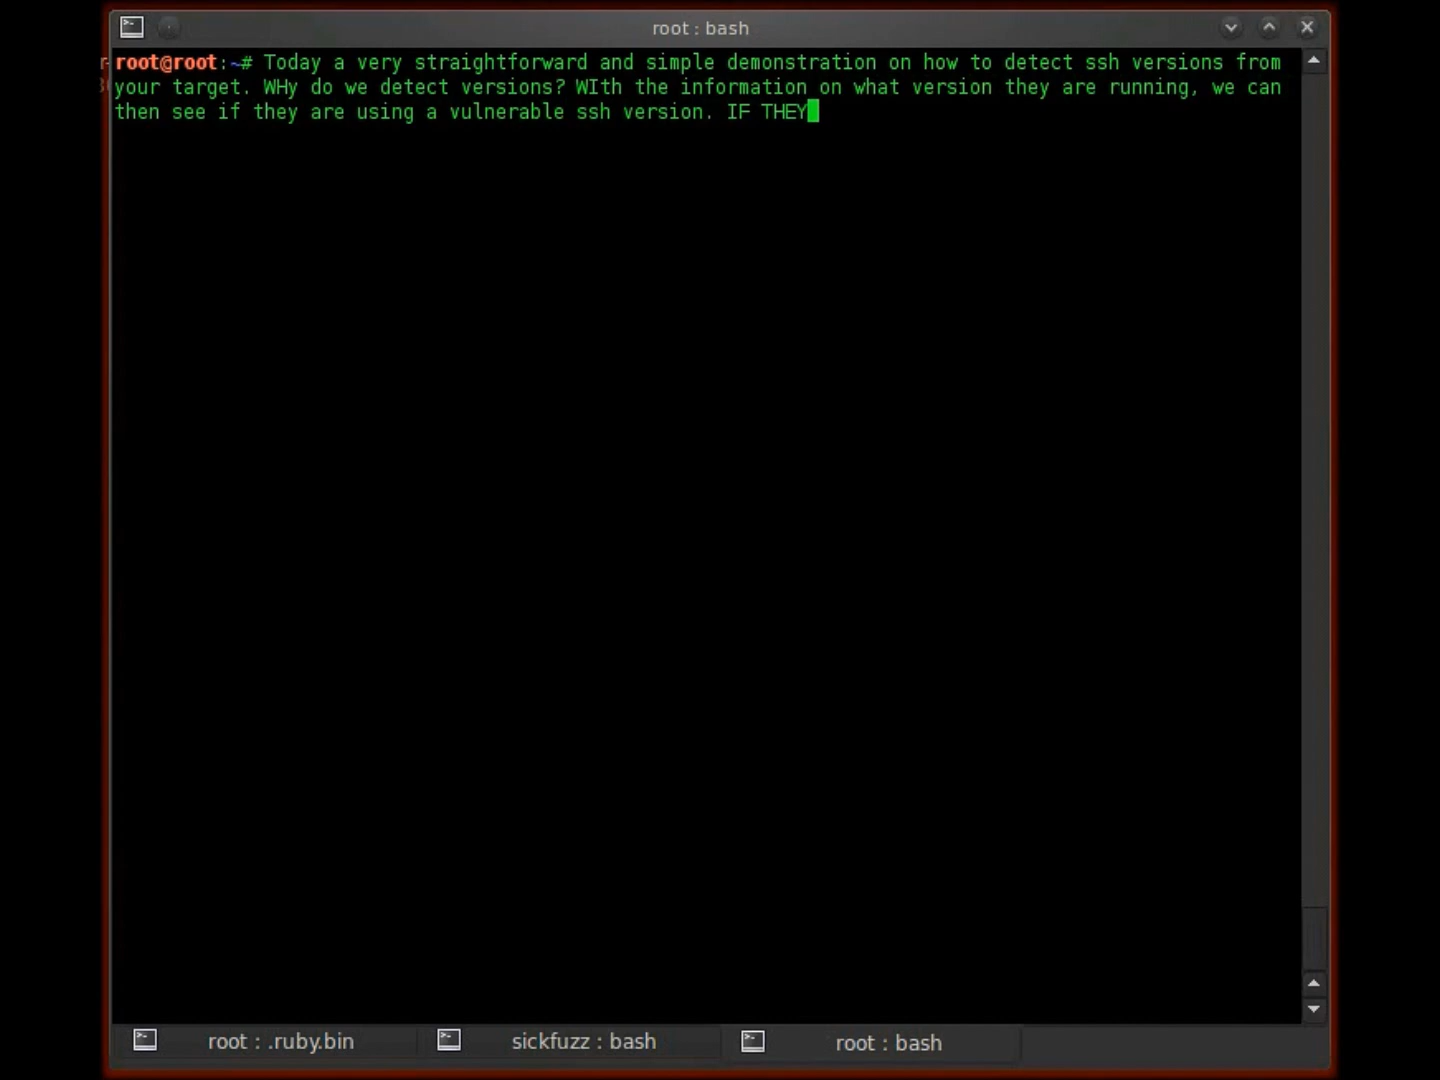 root : bash
root@root:~# Today a very straightforward and simple demonstration on how to detect ssh versions from
your target. WHy do we detect versions? WIth the information on what version they are running, we can
then see if they are using a vulnerable ssh version. IF THEY
root : .ruby.bin
sickfuzz : bash
root : bash